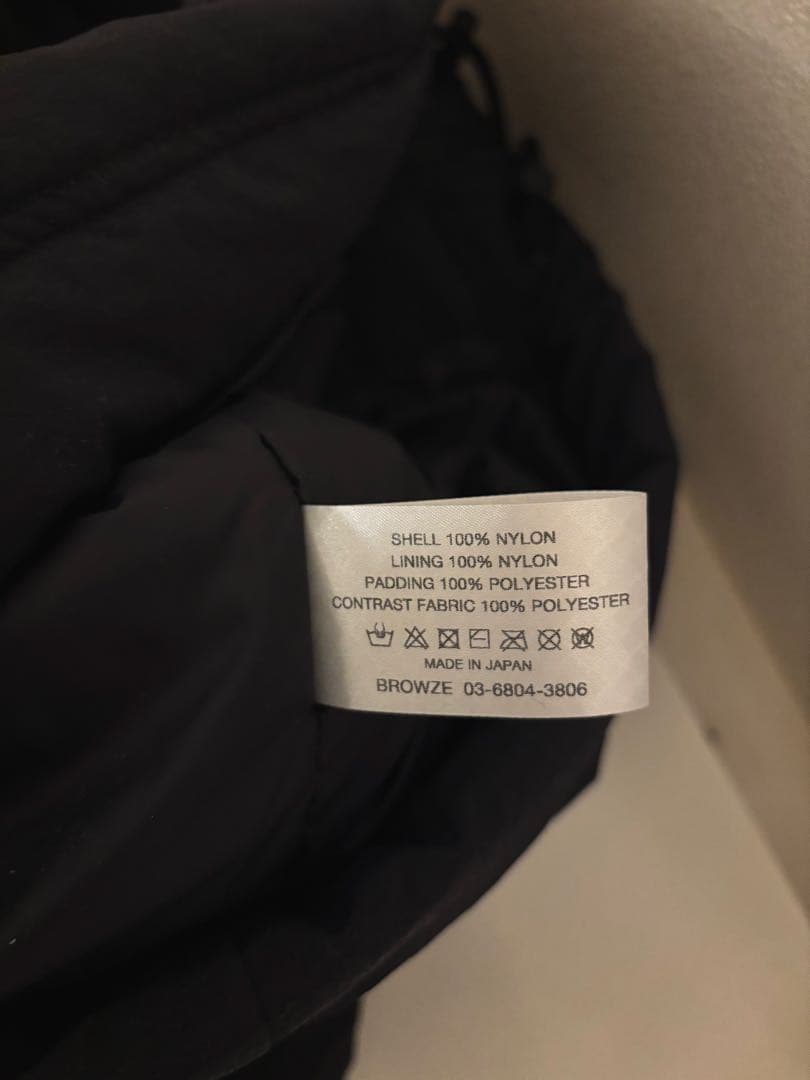 SHELL 100% NYLON
LINING 100% NYLON
PADDING 100% POLYESTER
CONTRAST FABRIC 100% POLYESTER
MADE IN JAPAN
BROWZE 03-6804-3806